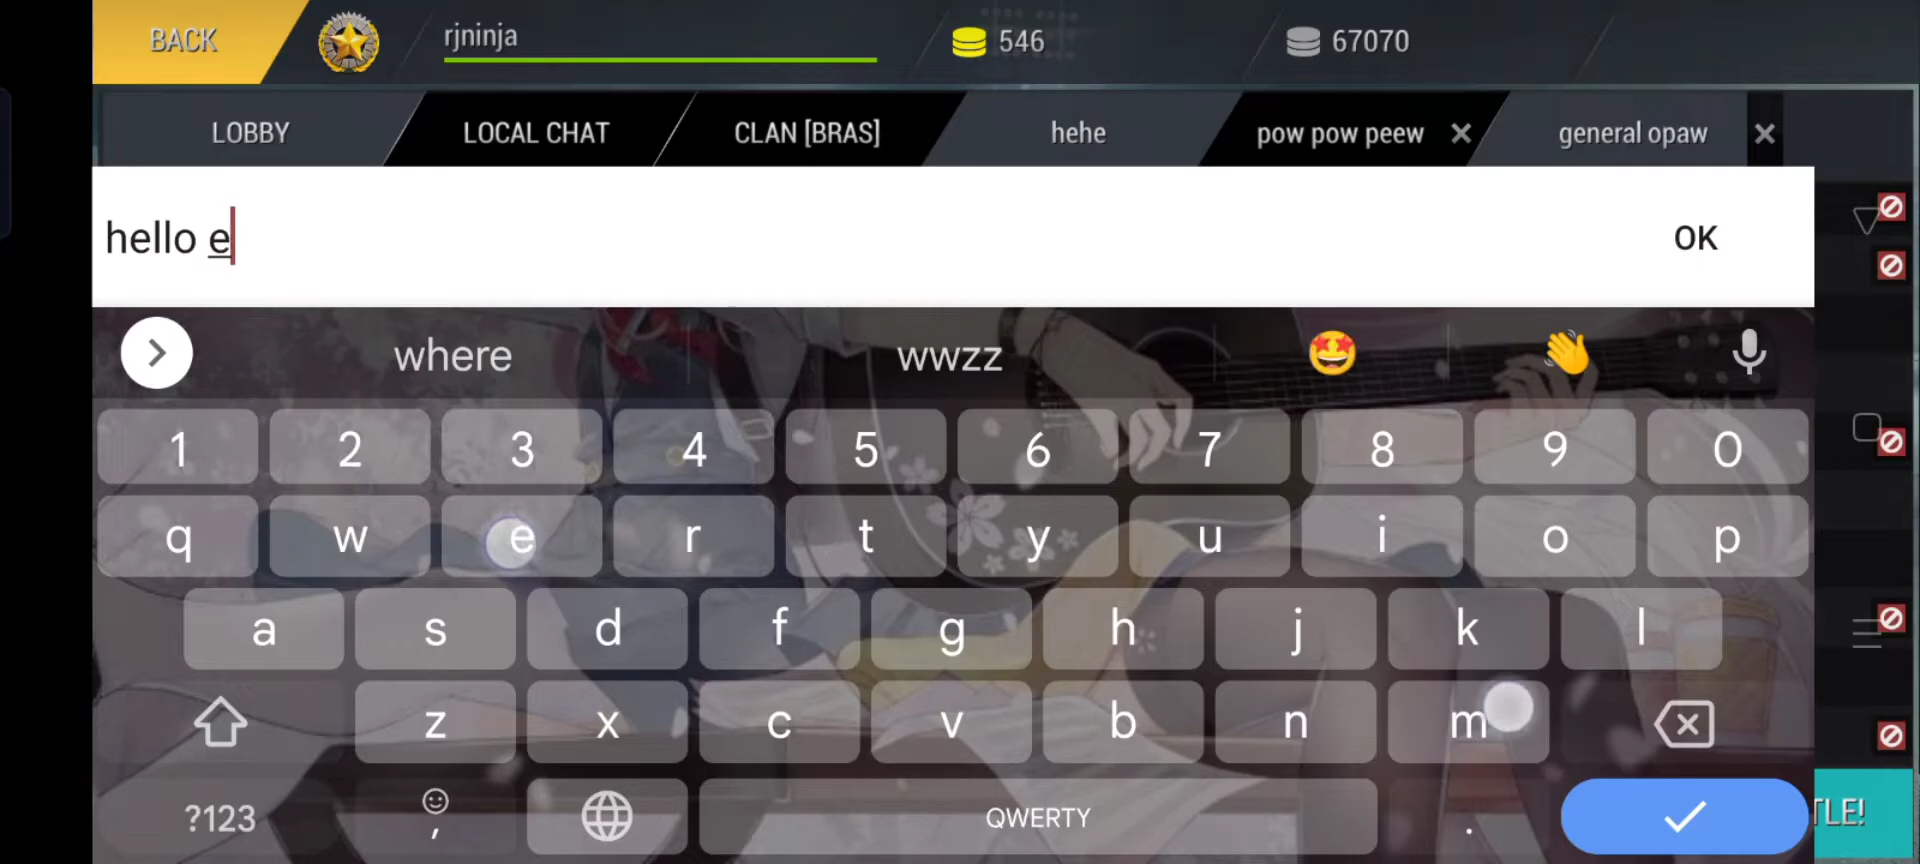 BACK rjninja 546 67070
LOBBY LOCAL CHAT CLAN [BRAS] hehe pow pow peew general opaw
hello e OK
where wwzz
1 2 3 4 5 6 7 8 9 0
q w e r t y u i o p
a s d f g h j k l
z x c v b n m
?123 , QWERTY . TLE!